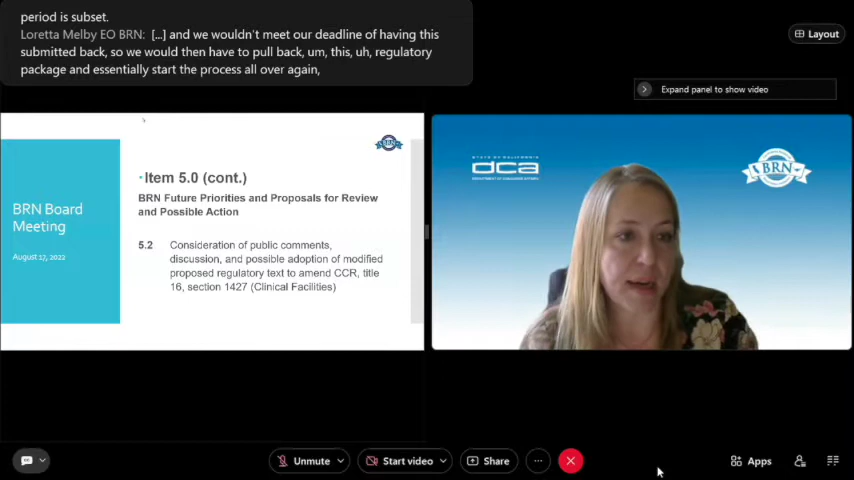 period is subset.
Loretta Melby EO BRN: [...] and we wouldn't meet our deadline of having this
submitted back, so we would then have to pull back, um, this, uh, regulatory
package and essentially start the process all over again,
Layout
Expand panel to show video
BRN
BRN Board
Meeting
August 17, 2022
Item 5.0 (cont.)
BRN Future Priorities and Proposals for Review
and Possible Action
5.2 Consideration of public comments,
discussion, and possible adoption of modified
proposed regulatory text to amend CCR, title
16, section 1427 (Clinical Facilities)
STATE OF CALIFORNIA
dca
DEPARTMENT OF CONSUMER AFFAIRS
BRN
Unmute
Start video
Share
Apps